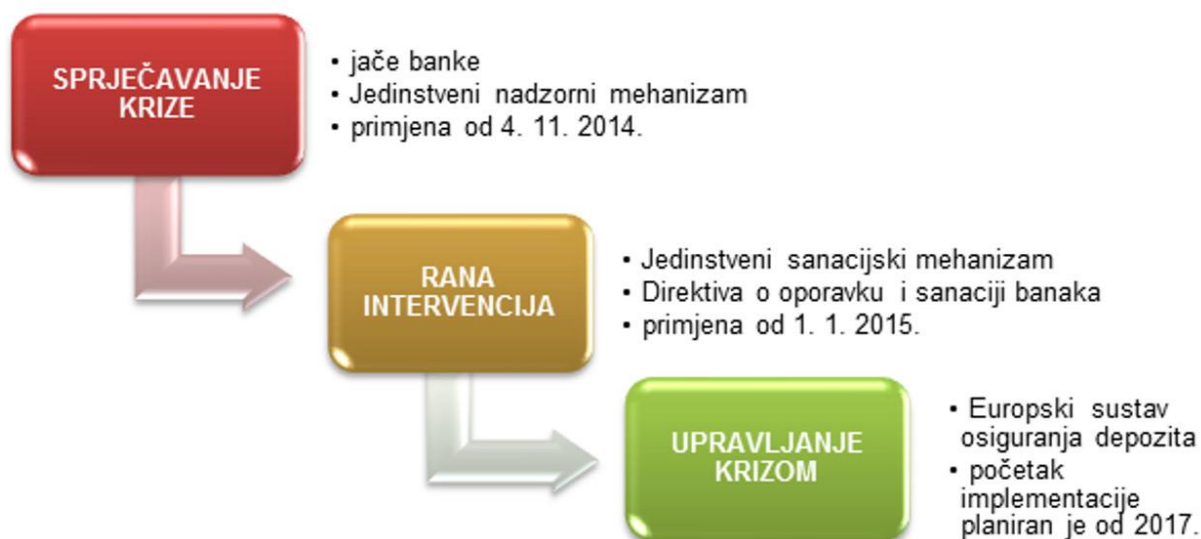 SPRJEČAVANJE
KRIZE
• jače banke
• Jedinstveni nadzorni mehanizam
• primjena od 4. 11. 2014.
RANA
INTERVENCIJA
• Jedinstveni sanacijski mehanizam
• Direktiva o oporavku i sanaciji banaka
• primjena od 1. 1. 2015.
UPRAVLJANJE
KRIZOM
• Europski sustav
osiguranja depozita
• početak
implementacije
planiran je od 2017.